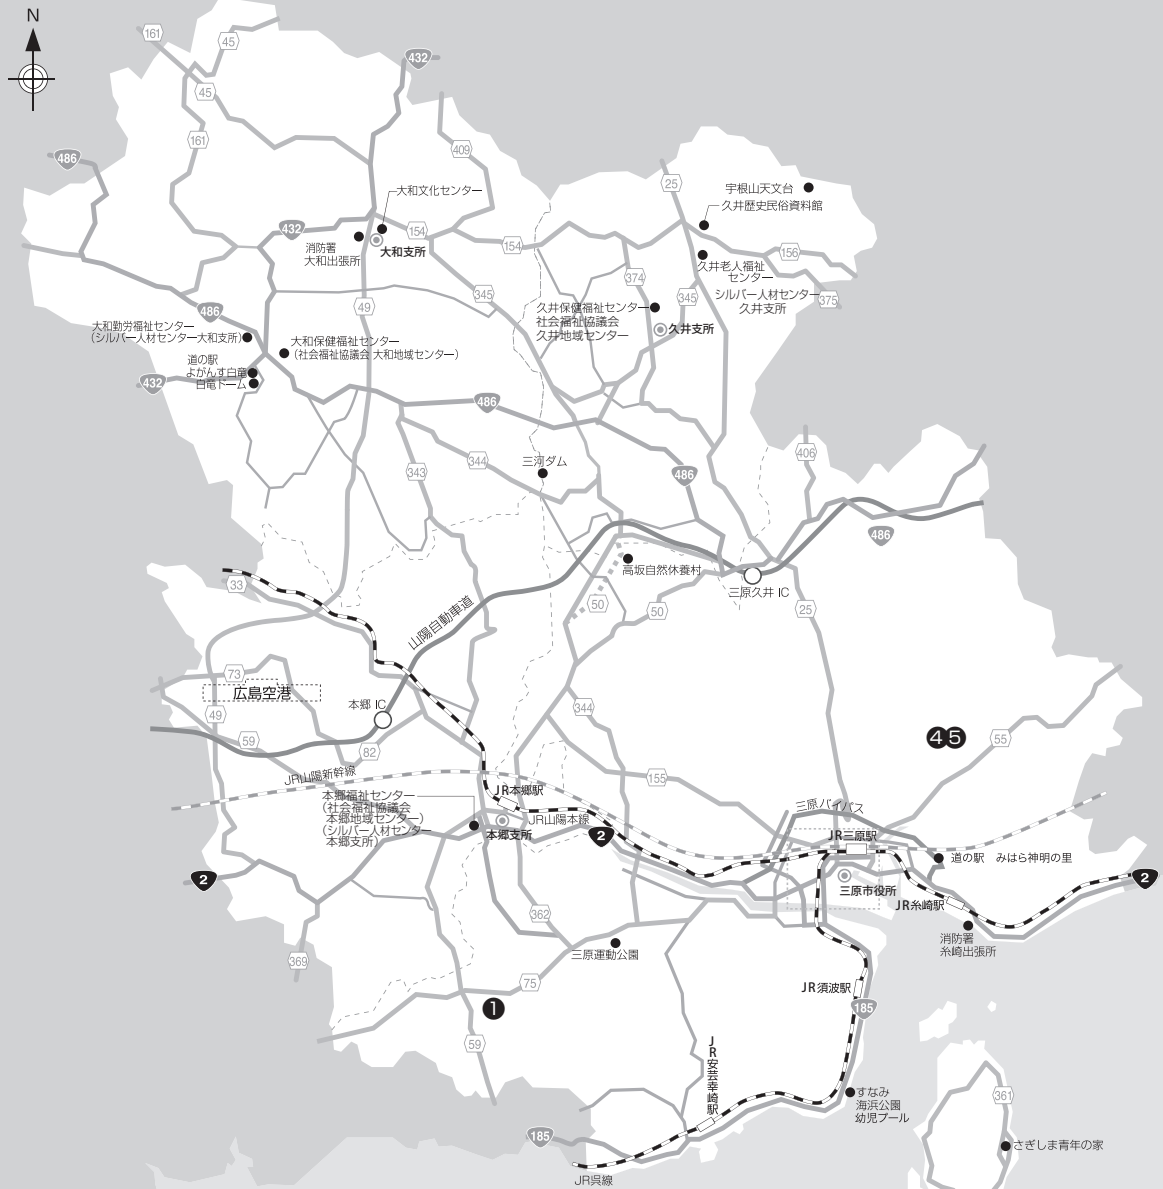 N
161
45
432
45
161
409
486
25
宇根山天文台
大和文化センター
久井歴史民俗資料館
432
154
消防署
大和出張所
大和支所
154
156
久井老人福祉
センター
374
345
345
シルバー人材センター
久井支所
375
49
486
久井保健福祉センター
社会福祉協議会
久井地域センター
久井支所
大和勤労福祉センター
（シルバー人材センター大和支所）
大和保健福祉センター
（社会福祉協議会 大和地域センター）
道の駅
よがんす白竜
白竜ドーム
432
486
344
343
三河ダム
406
486
486
高坂自然休養村
三原久井 IC
33
50
50
25
山陽自動車道
73
広島空港
本郷 IC
49
59
82
344
4 5
55
JR山陽新幹線
155
JR本郷駅
本郷福祉センター
（社会福祉協議会
本郷地域センター）
（シルバー人材センター
本郷支所）
JR山陽本線
本郷支所
2
三原バイパス
JR三原駅
道の駅 みはら神明の里
2
2
三原市役所
JR糸崎駅
362
消防署
糸崎出張所
三原運動公園
369
75
JR須波駅
185
1
59
JR安芸幸崎駅
すなみ
海浜公園
幼児プール
361
185
さぎしま青年の家
JR呉線